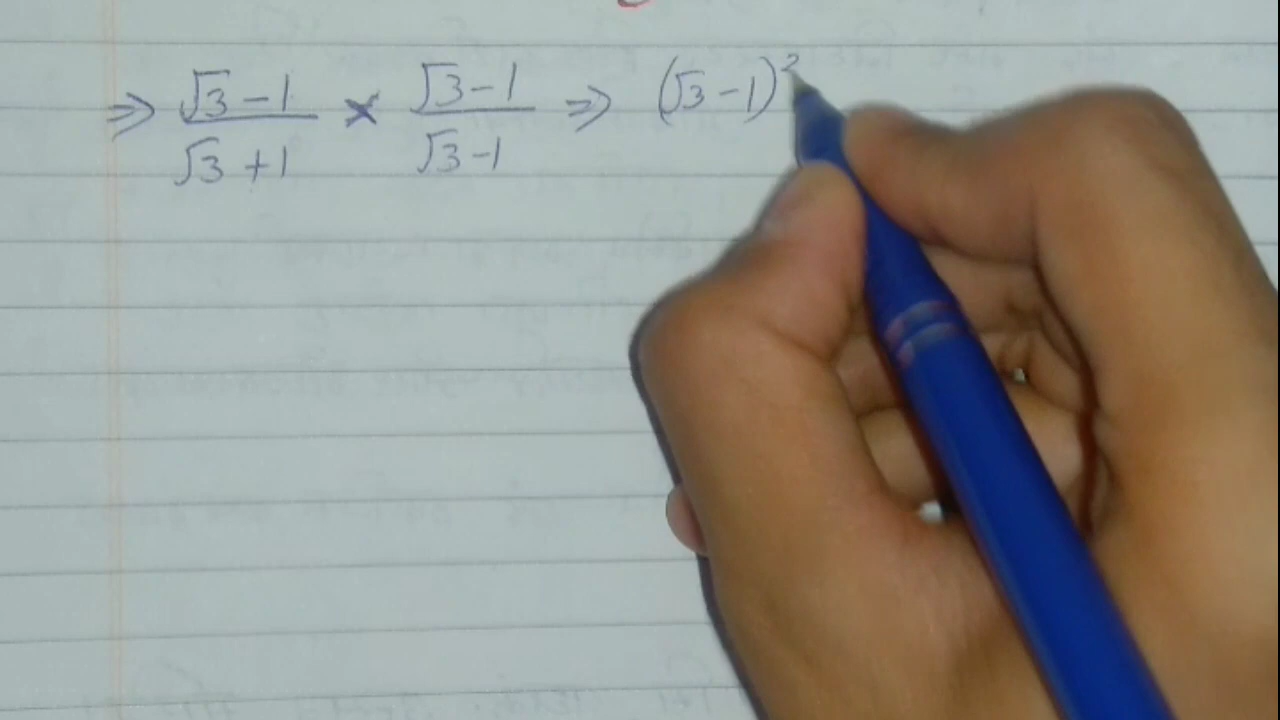 ⇒ (√3 − 1)/(√3 + 1) × (√3 − 1)/(√3 − 1) ⇒ (√3 − 1)²